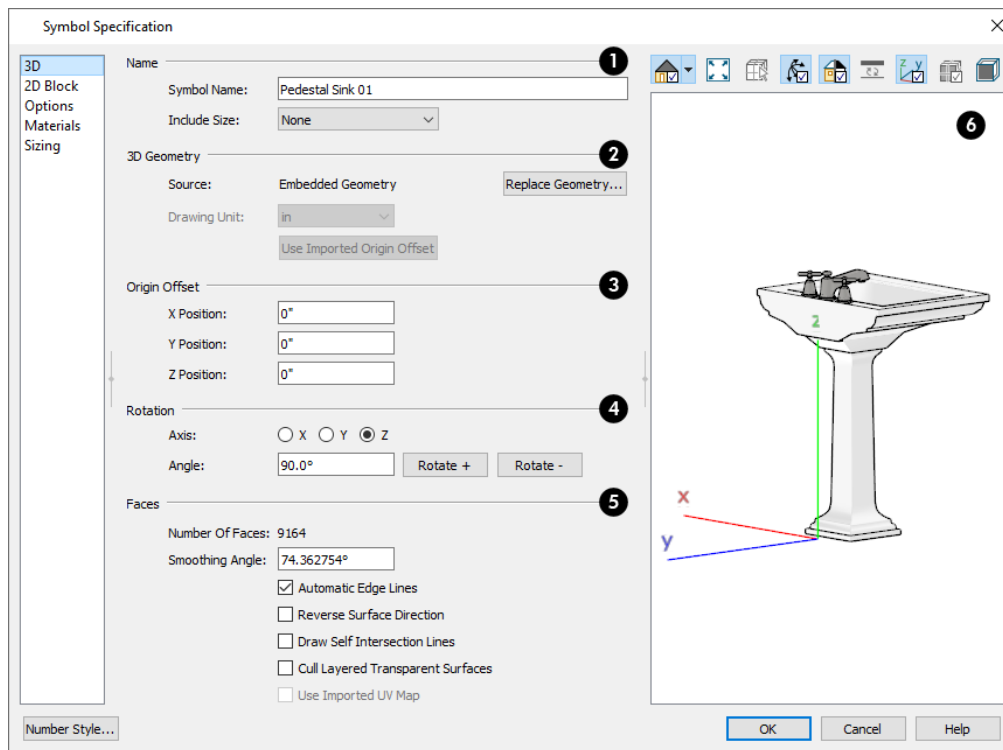 Symbol Specification
3D
2D Block
Options
Materials
Sizing
Name
1
Symbol Name: Pedestal Sink 01
Include Size: None
3D Geometry
2
Source: Embedded Geometry Replace Geometry...
Drawing Unit: in
Use Imported Origin Offset
Origin Offset
3
X Position: 0"
Y Position: 0"
Z Position: 0"
Rotation
4
Axis: X Y Z
Angle: 90.0° Rotate + Rotate -
Faces
5
Number Of Faces: 9164
Smoothing Angle: 74.362754°
Automatic Edge Lines
Reverse Surface Direction
Draw Self Intersection Lines
Cull Layered Transparent Surfaces
Use Imported UV Map
z y
6
Z
X
y
Number Style... OK Cancel Help